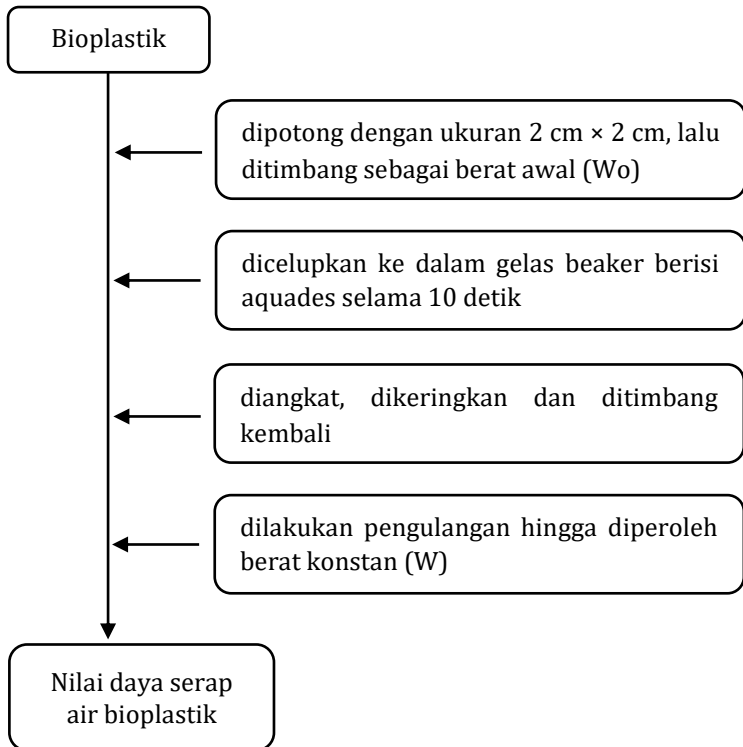 Bioplastik
dipotong dengan ukuran 2 cm × 2 cm, lalu
ditimbang sebagai berat awal (Wo)
dicelupkan ke dalam gelas beaker berisi
aquades selama 10 detik
diangkat, dikeringkan dan ditimbang
kembali
dilakukan pengulangan hingga diperoleh
berat konstan (W)
Nilai daya serap
air bioplastik